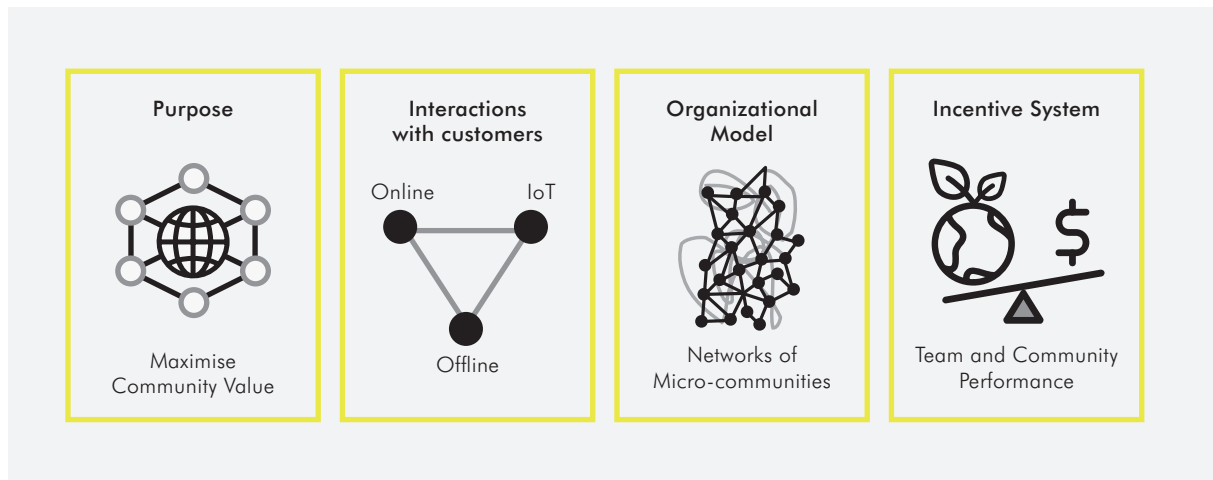 Purpose
Maximise
Community Value
Interactions
with customers
Online
IoT
Offline
Organizational
Model
Networks of
Micro-communities
Incentive System
$
Team and Community
Performance